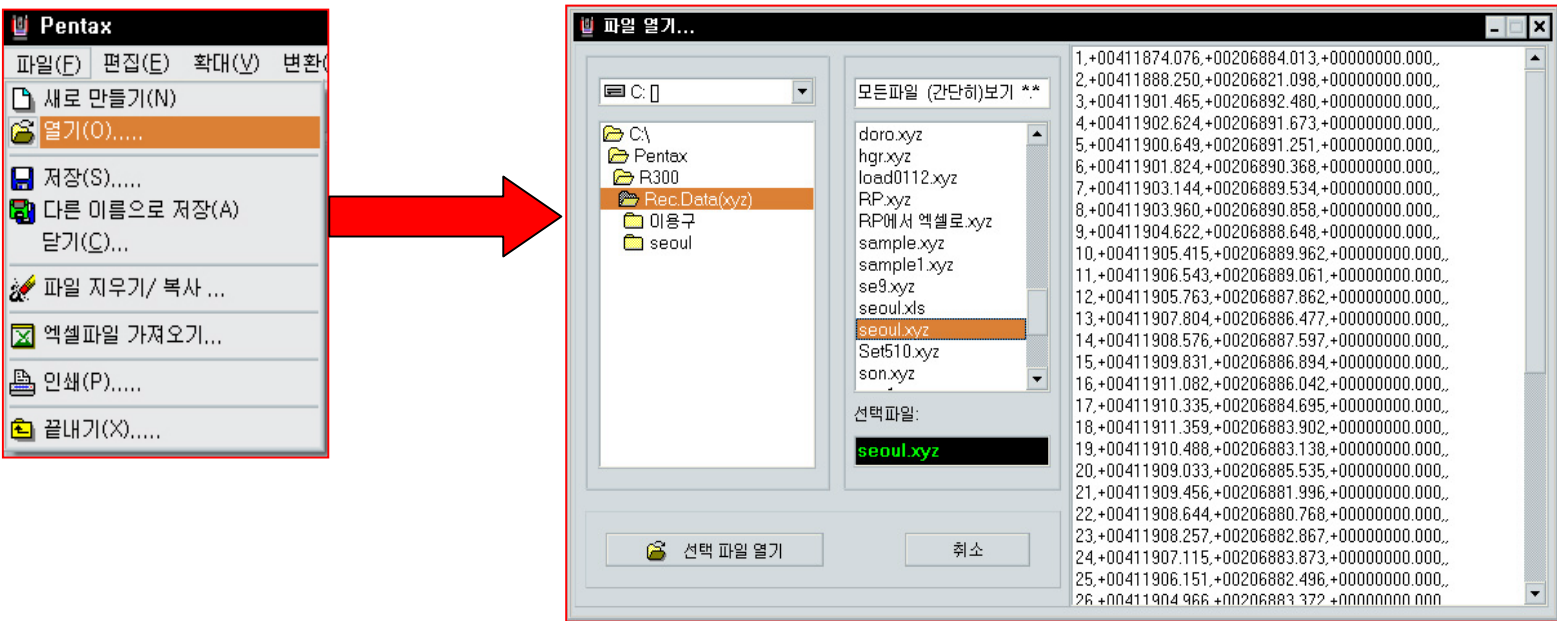 Pentax
파일(F) 편집(E) 확대(V) 변환(
새로 만들기(N)
열기(O).....
저장(S).....
다른 이름으로 저장(A)
닫기(C)...
파일 지우기/ 복사 ...
엑셀파일 가져오기...
인쇄(P).....
끝내기(X).....
파일 열기...
C: []
C:\
Pentax
R300
Rec.Data(xyz)
이용구
seoul
모든파일 (간단히)보기 *.*
doro.xyz
hgr.xyz
load0112.xyz
RP.xyz
RP에서 엑셀로.xyz
sample.xyz
sample1.xyz
se9.xyz
seoul.xls
seoul.xyz
Set510.xyz
son.xyz
선택파일:
seoul.xyz
선택 파일 열기
취소
1,+00411874.076,+00206884.013,+00000000.000,,
2,+00411888.250,+00206821.098,+00000000.000,,
3,+00411901.465,+00206892.480,+00000000.000,,
4,+00411902.624,+00206891.673,+00000000.000,,
5,+00411900.649,+00206891.251,+00000000.000,,
6,+00411901.824,+00206890.368,+00000000.000,,
7,+00411903.144,+00206889.534,+00000000.000,,
8,+00411903.960,+00206890.858,+00000000.000,,
9,+00411904.622,+00206888.648,+00000000.000,,
10,+00411905.415,+00206889.962,+00000000.000,,
11,+00411906.543,+00206889.061,+00000000.000,,
12,+00411905.763,+00206887.862,+00000000.000,,
13,+00411907.804,+00206886.477,+00000000.000,,
14,+00411908.576,+00206887.597,+00000000.000,,
15,+00411909.831,+00206886.894,+00000000.000,,
16,+00411911.082,+00206886.042,+00000000.000,,
17,+00411910.335,+00206884.695,+00000000.000,,
18,+00411911.359,+00206883.902,+00000000.000,,
19,+00411910.488,+00206883.138,+00000000.000,,
20,+00411909.033,+00206885.535,+00000000.000,,
21,+00411909.456,+00206881.996,+00000000.000,,
22,+00411908.644,+00206880.768,+00000000.000,,
23,+00411908.257,+00206882.867,+00000000.000,,
24,+00411907.115,+00206883.873,+00000000.000,,
25,+00411906.151,+00206882.496,+00000000.000,,
26,+00411904.966,+00206883.372,+00000000.000